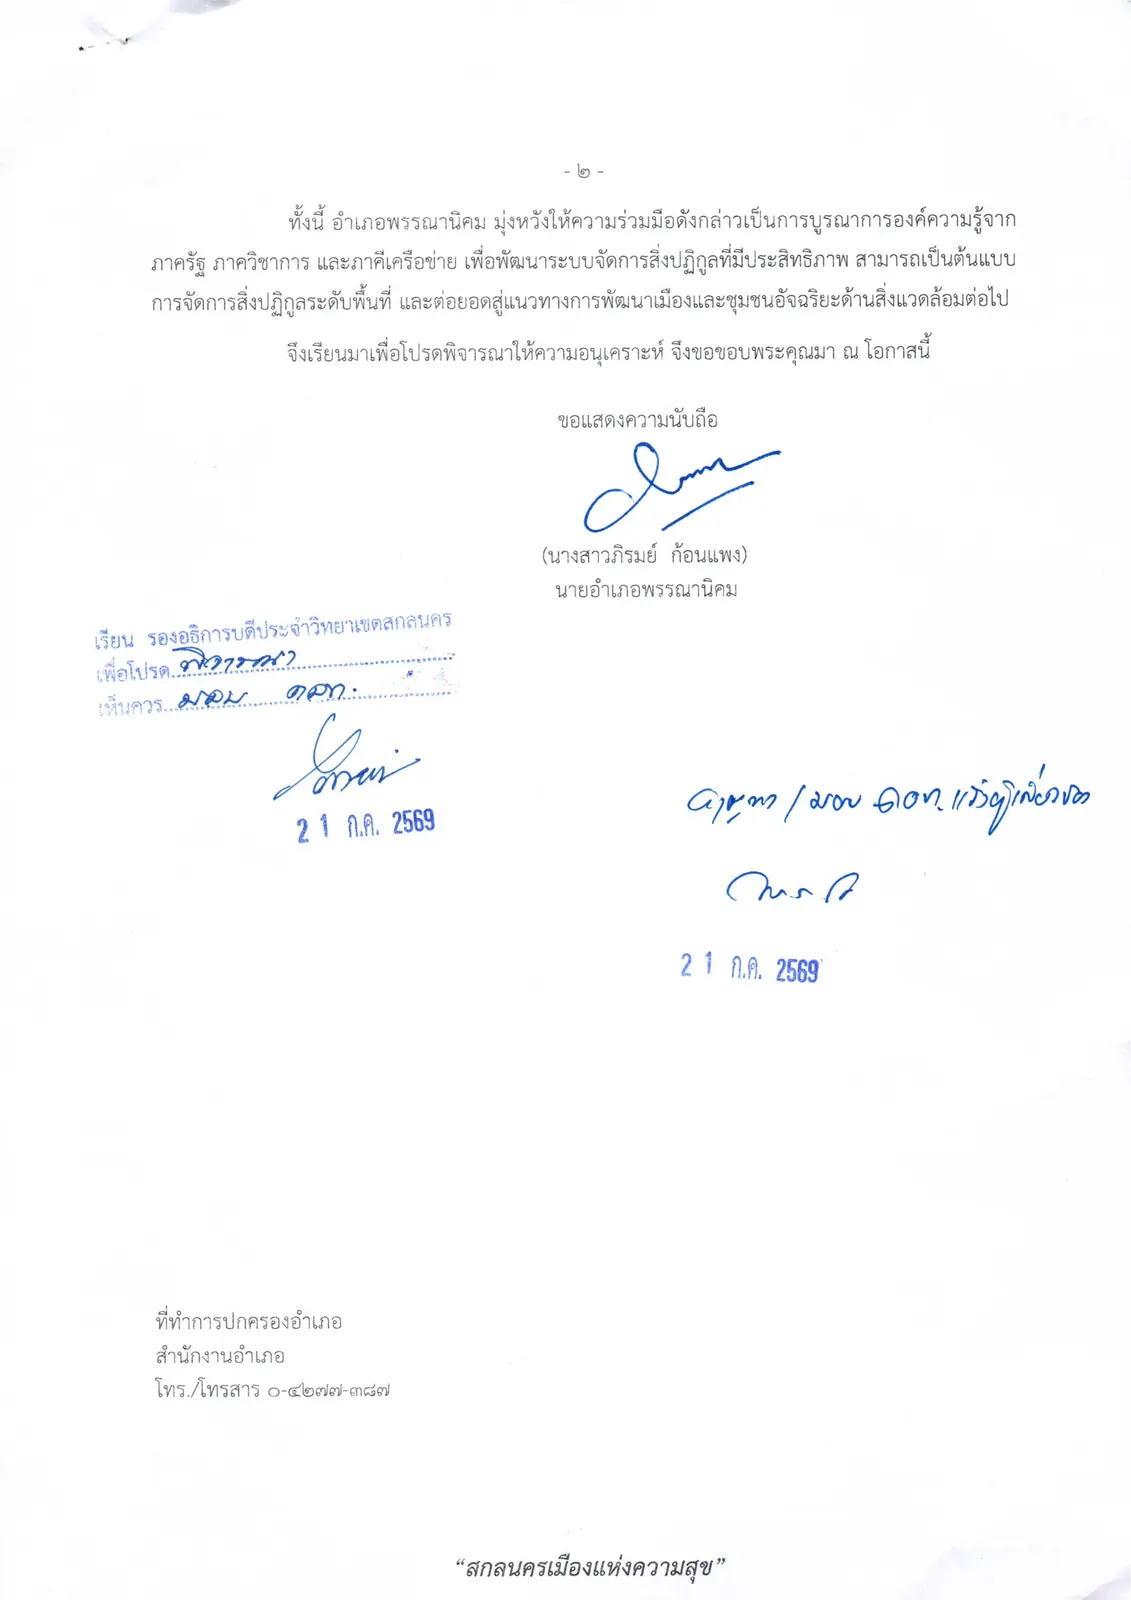 - ๒ -
ทั้งนี้ อำเภอพรรณานิคม มุ่งหวังให้ความร่วมมือดังกล่าวเป็นการบูรณาการองค์ความรู้จาก
ภาครัฐ ภาควิชาการ และภาคีเครือข่าย เพื่อพัฒนาระบบจัดการสิ่งปฏิกูลที่มีประสิทธิภาพ สามารถเป็นต้นแบบ
การจัดการสิ่งปฏิกูลระดับพื้นที่ และต่อยอดสู่แนวทางการพัฒนาเมืองและชุมชนอัจฉริยะด้านสิ่งแวดล้อมต่อไป
จึงเรียนมาเพื่อโปรดพิจารณาให้ความอนุเคราะห์ จึงขอขอบพระคุณมา ณ โอกาสนี้
ขอแสดงความนับถือ
(นางสาวภิรมย์ ก้อนแพง)
นายอำเภอพรรณานิคม
เรียน รองอธิการบดีประจำวิทยาเขตสกลนคร
เพื่อโปรด พิจารณา
เห็นควร มอบ
21 ก.ค. 2569
มอบ
21 ก.ค. 2569
ที่ทำการปกครองอำเภอ
สำนักงานอำเภอ
โทร./โทรสาร ๐-๔๒๗๗-๓๘๗
“สกลนครเมืองแห่งความสุข”